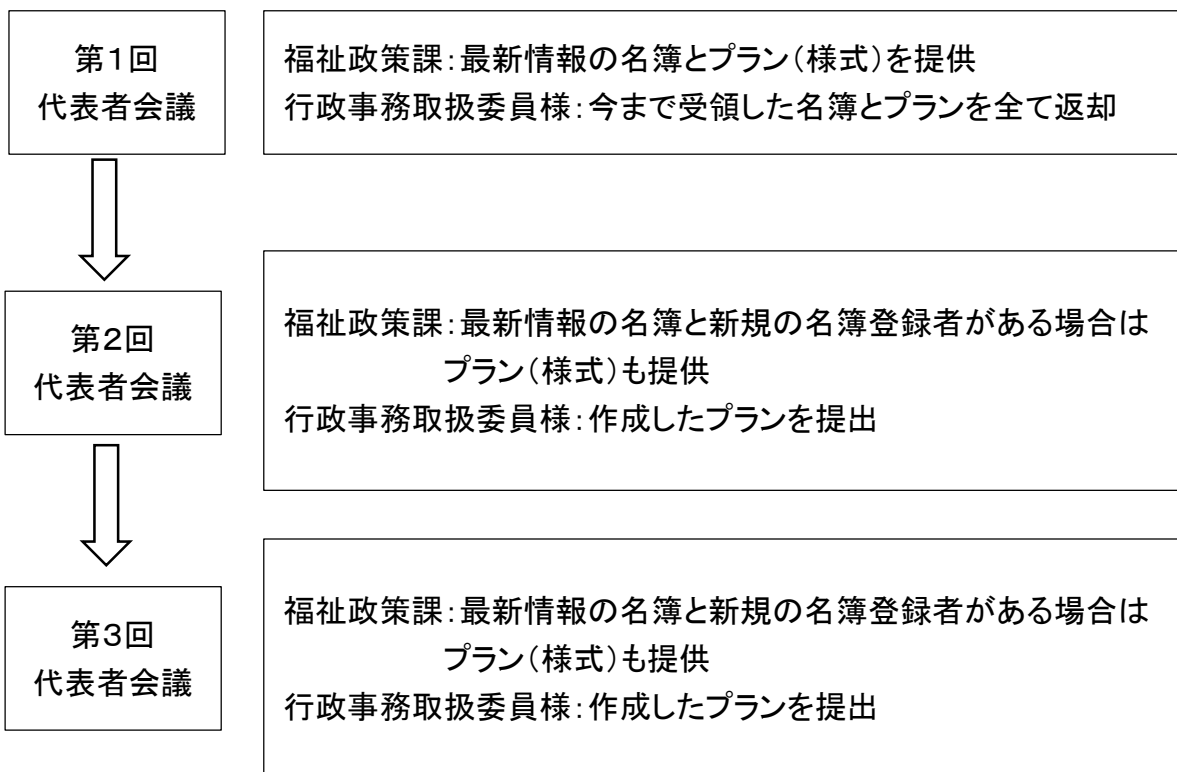 第1回
代表者会議
福祉政策課：最新情報の名簿とプラン（様式）を提供
行政事務取扱委員様：今まで受領した名簿とプランを全て返却
第2回
代表者会議
福祉政策課：最新情報の名簿と新規の名簿登録者がある場合は
プラン（様式）も提供
行政事務取扱委員様：作成したプランを提出
第3回
代表者会議
福祉政策課：最新情報の名簿と新規の名簿登録者がある場合は
プラン（様式）も提供
行政事務取扱委員様：作成したプランを提出